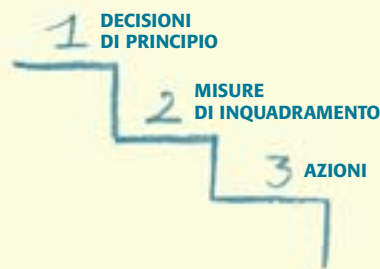 1 DECISIONI
DI PRINCIPIO
2 MISURE
DI INQUADRAMENTO
3 AZIONI